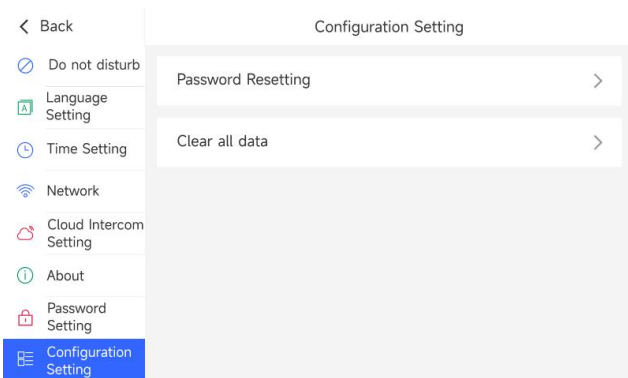 Back
Configuration Setting
Do not disturb
Language
Setting
Time Setting
Network
Cloud Intercom
Setting
About
Password
Setting
Configuration
Setting
Password Resetting
Clear all data